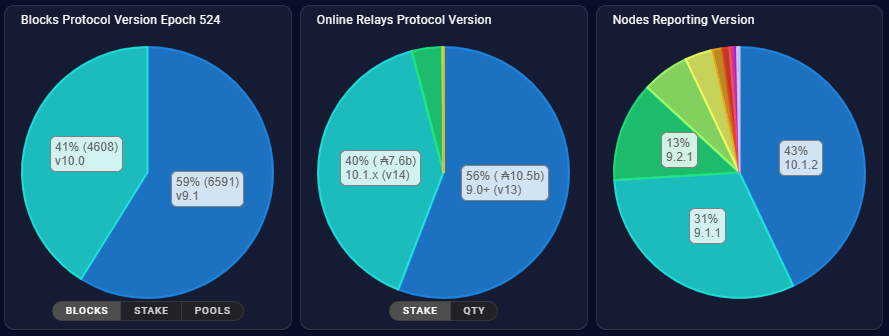 Blocks Protocol Version Epoch 524
41% (4608)
v10.0
59% (6591)
v9.1
BLOCKS STAKE POOLS
Online Relays Protocol Version
40% ( ₳7.6b)
10.1.x (v14)
56% ( ₳10.5b)
9.0+ (v13)
STAKE QTY
Nodes Reporting Version
13%
9.2.1
43%
10.1.2
31%
9.1.1